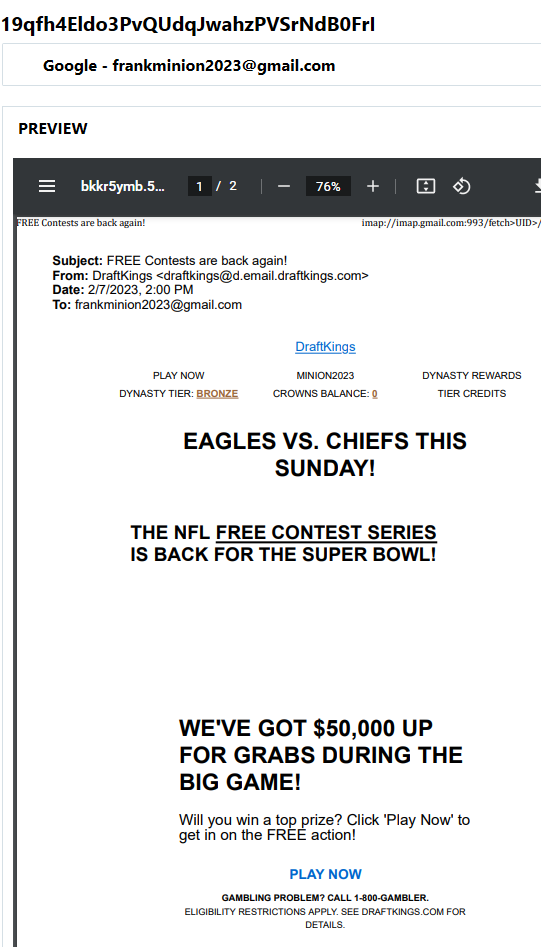 19qfh4Eldo3PvQUdqJwahzPVSrNdB0FrI
Google - frankminion2023@gmail.com
PREVIEW
bkkr5ymb.5... 1 / 2 76%
FREE Contests are back again! imap://imap.gmail.com:993/fetch>UID>/
Subject: FREE Contests are back again!
From: DraftKings <draftkings@d.email.draftkings.com>
Date: 2/7/2023, 2:00 PM
To: frankminion2023@gmail.com
DraftKings
PLAY NOW MINION2023 DYNASTY REWARDS
DYNASTY TIER: BRONZE CROWNS BALANCE: 0 TIER CREDITS
EAGLES VS. CHIEFS THIS
SUNDAY!
THE NFL FREE CONTEST SERIES
IS BACK FOR THE SUPER BOWL!
WE'VE GOT $50,000 UP
FOR GRABS DURING THE
BIG GAME!
Will you win a top prize? Click 'Play Now' to
get in on the FREE action!
PLAY NOW
GAMBLING PROBLEM? CALL 1-800-GAMBLER.
ELIGIBILITY RESTRICTIONS APPLY. SEE DRAFTKINGS.COM FOR
DETAILS.